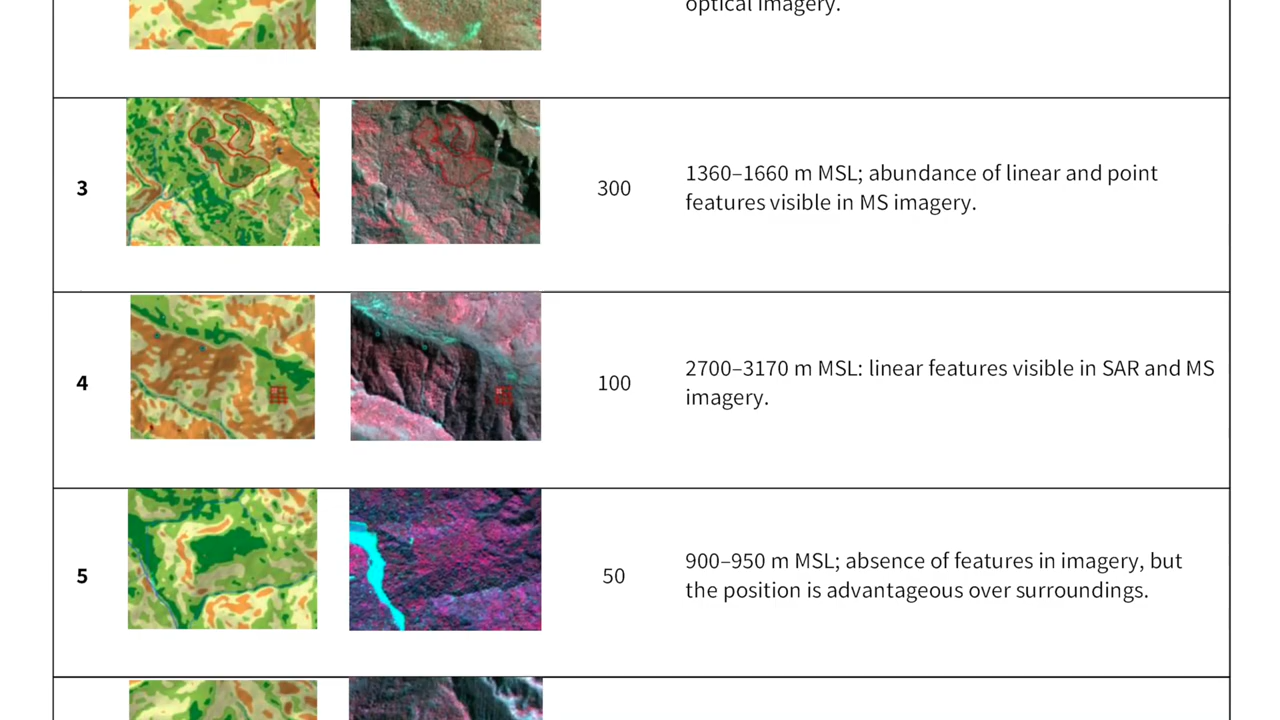 optical imagery.
3
300
1360–1660 m MSL; abundance of linear and point
features visible in MS imagery.
4
100
2700–3170 m MSL: linear features visible in SAR and MS
imagery.
5
50
900–950 m MSL; absence of features in imagery, but
the position is advantageous over surroundings.